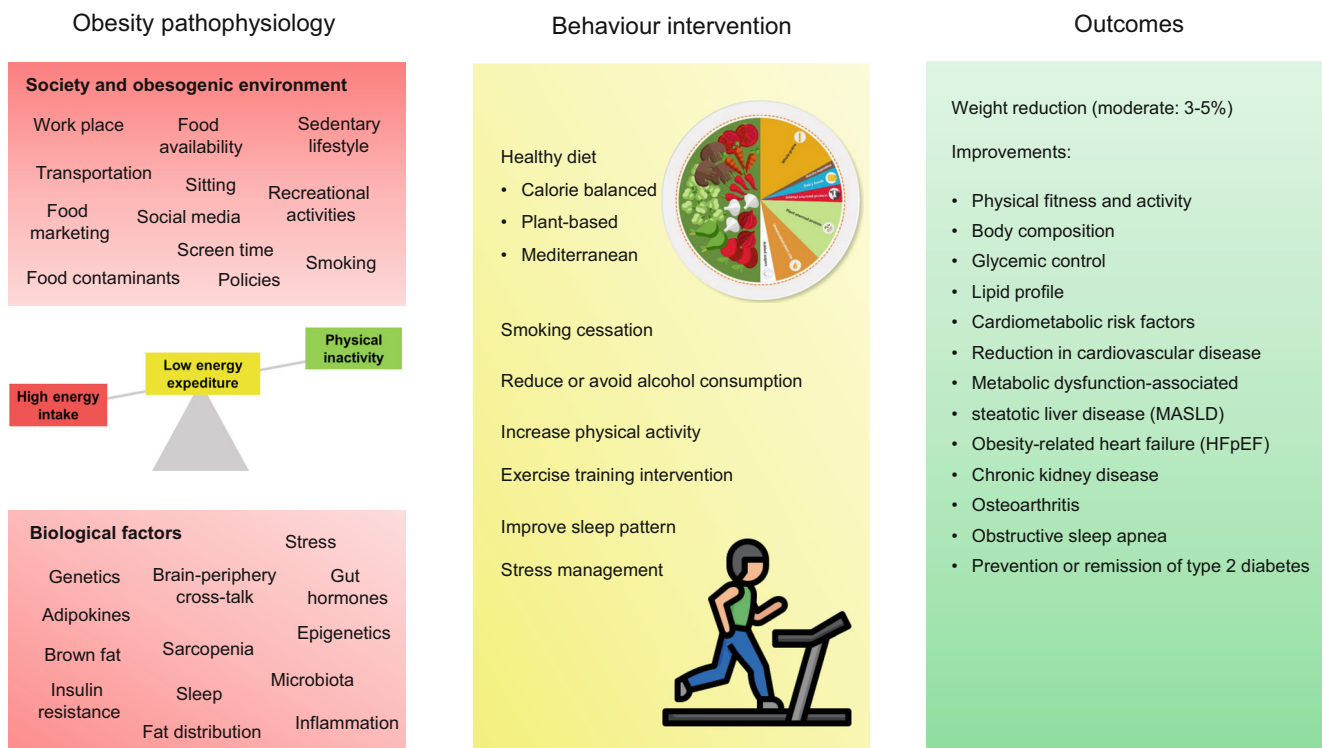 Obesity pathophysiology
Society and obesogenic environment
Work place
Food
availability
Sedentary
lifestyle
Transportation
Sitting
Recreational
activities
Food
marketing
Social media
Screen time
Smoking
Food contaminants
Policies
Physical
inactivity
Low energy
expediture
High energy
intake
Biological factors
Stress
Genetics
Brain-periphery
cross-talk
Gut
hormones
Adipokines
Epigenetics
Brown fat
Sarcopenia
Microbiota
Insulin
resistance
Sleep
Fat distribution
Inflammation
Behaviour intervention
Healthy diet
• Calorie balanced
• Plant-based
• Mediterranean
Smoking cessation
Reduce or avoid alcohol consumption
Increase physical activity
Exercise training intervention
Improve sleep pattern
Stress management
Outcomes
Weight reduction (moderate: 3-5%)
Improvements:
• Physical fitness and activity
• Body composition
• Glycemic control
• Lipid profile
• Cardiometabolic risk factors
• Reduction in cardiovascular disease
• Metabolic dysfunction-associated
• steatotic liver disease (MASLD)
• Obesity-related heart failure (HFpEF)
• Chronic kidney disease
• Osteoarthritis
• Obstructive sleep apnea
• Prevention or remission of type 2 diabetes